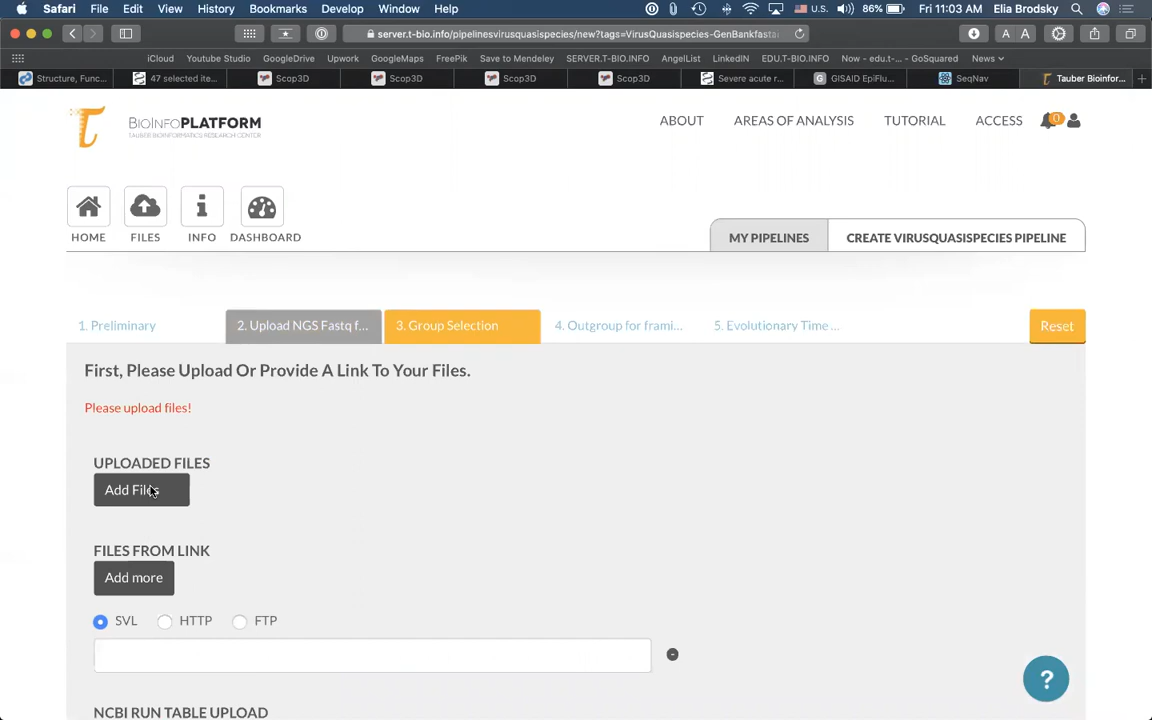 Safari File Edit View History Bookmarks Develop Window Help U.S. 86% Fri 11:03 AM Elia Brodsky
server.t-bio.info/pipelinesvirusquasispecies/new?tags=VirusQuasispecies-GenBankfasta A A
iCloud Youtube Studio GoogleDrive Upwork GoogleMaps FreePik Save to Mendeley SERVER.T-BIO.INFO AngelList LinkedIN EDU.T-BIO.INFO Now - edu.t-... - GoSquared News
Structure, Func... 47 selected ite... Scop3D Scop3D Scop3D Scop3D Severe acute r... G GISAID EpiFlu... SeqNav Tauber Bioinfor...
BIOINFOPLATFORM
TAUBER BIOINFORMATICS RESEARCH CENTER
ABOUT AREAS OF ANALYSIS TUTORIAL ACCESS 0
HOME FILES INFO DASHBOARD
MY PIPELINES CREATE VIRUSQUASISPECIES PIPELINE
1. Preliminary 2. Upload NGS Fastq f... 3. Group Selection 4. Outgroup for frami... 5. Evolutionary Time ... Reset
First, Please Upload Or Provide A Link To Your Files.
Please upload files!
UPLOADED FILES
Add Files
FILES FROM LINK
Add more
SVL HTTP FTP
-
?
NCBI RUN TABLE UPLOAD